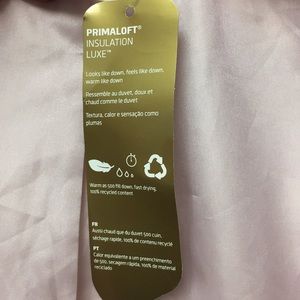 PRIMALOFT®
INSULATION
LUXE™
Looks like down, feels like down,
warm like down
Ressemble au duvet, doux et
chaud comme le duvet
Textura, calor e sensação como
plumas
Warm as 500 fill down, fast drying,
100% recycled content
FR
Aussi chaud que du duvet 500 cuin,
séchage rapide, 100% de contenu recyclé
PT
Calor equivalente a um preenchimento
de 500, secagem rápida, 100% de material
reciclado